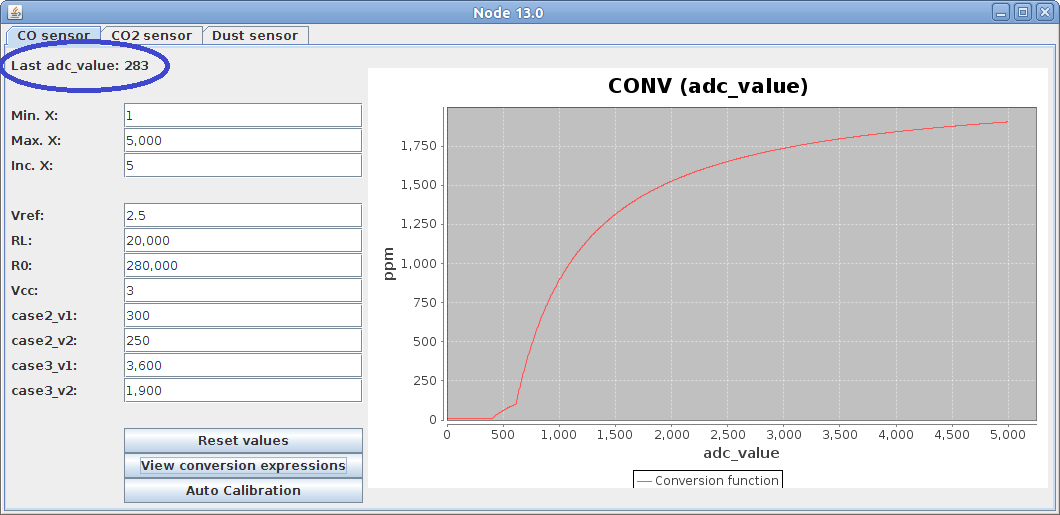 Node 13.0
CO sensor
CO2 sensor
Dust sensor
Last adc_value: 283
Min. X: 1
Max. X: 5,000
Inc. X: 5
Vref: 2.5
RL: 20,000
R0: 280,000
Vcc: 3
case2_v1: 300
case2_v2: 250
case3_v1: 3,600
case3_v2: 1,900
Reset values
View conversion expressions
Auto Calibration
CONV (adc_value)
ppm
1,750
1,500
1,250
1,000
750
500
250
0
0 500 1,000 1,500 2,000 2,500 3,000 3,500 4,000 4,500 5,000
adc_value
Conversion function